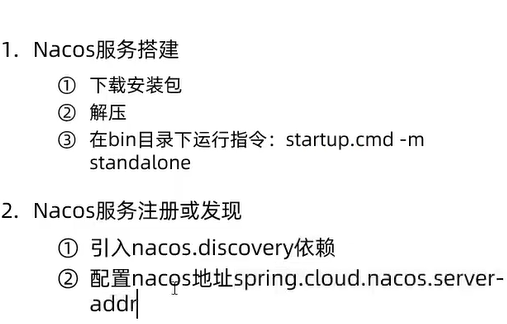 1. Nacos服务搭建
① 下载安装包
② 解压
③ 在bin目录下运行指令：startup.cmd -m
standalone
2. Nacos服务注册或发现
① 引入nacos.discovery依赖
② 配置nacos地址spring.cloud.nacos.server-
addr